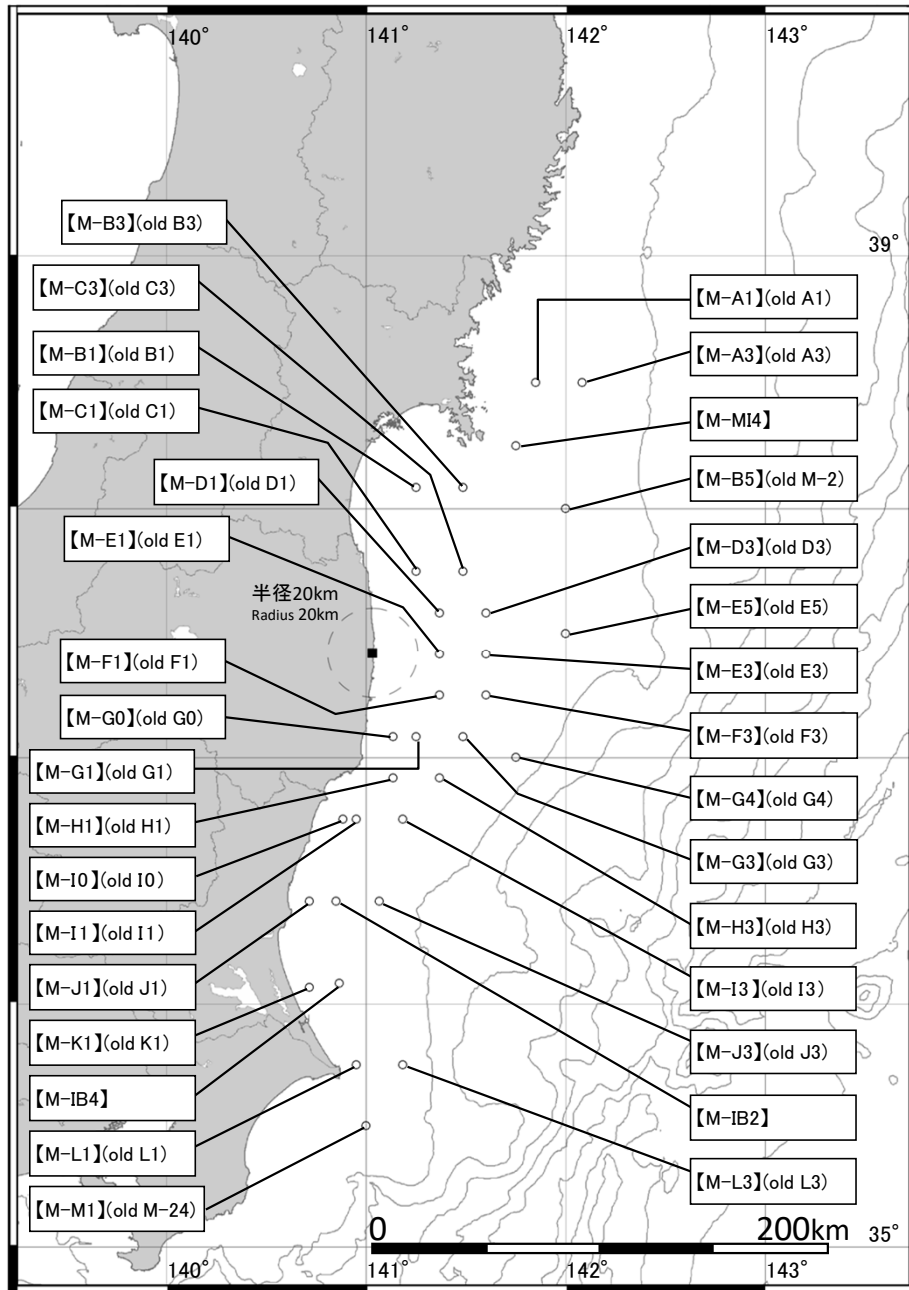 140°
141°
142°
143°
【M-B3】(old B3)
39°
【M-C3】(old C3)
【M-A1】(old A1)
【M-B1】(old B1)
【M-A3】(old A3)
【M-C1】(old C1)
【M-MI4】
【M-D1】(old D1)
【M-B5】(old M-2)
【M-E1】(old E1)
【M-D3】(old D3)
半径20km
Radius 20km
【M-E5】(old E5)
【M-F1】(old F1)
【M-E3】(old E3)
【M-G0】(old G0)
【M-F3】(old F3)
【M-G1】(old G1)
【M-G4】(old G4)
【M-H1】(old H1)
【M-G3】(old G3)
【M-I0】(old I0)
【M-H3】(old H3)
【M-I1】(old I1)
【M-J1】(old J1)
【M-I3】(old I3)
【M-K1】(old K1)
【M-J3】(old J3)
【M-IB4】
【M-IB2】
【M-L1】(old L1)
【M-L3】(old L3)
【M-M1】(old M-24)
0
200km
35°
140°
141°
142°
143°